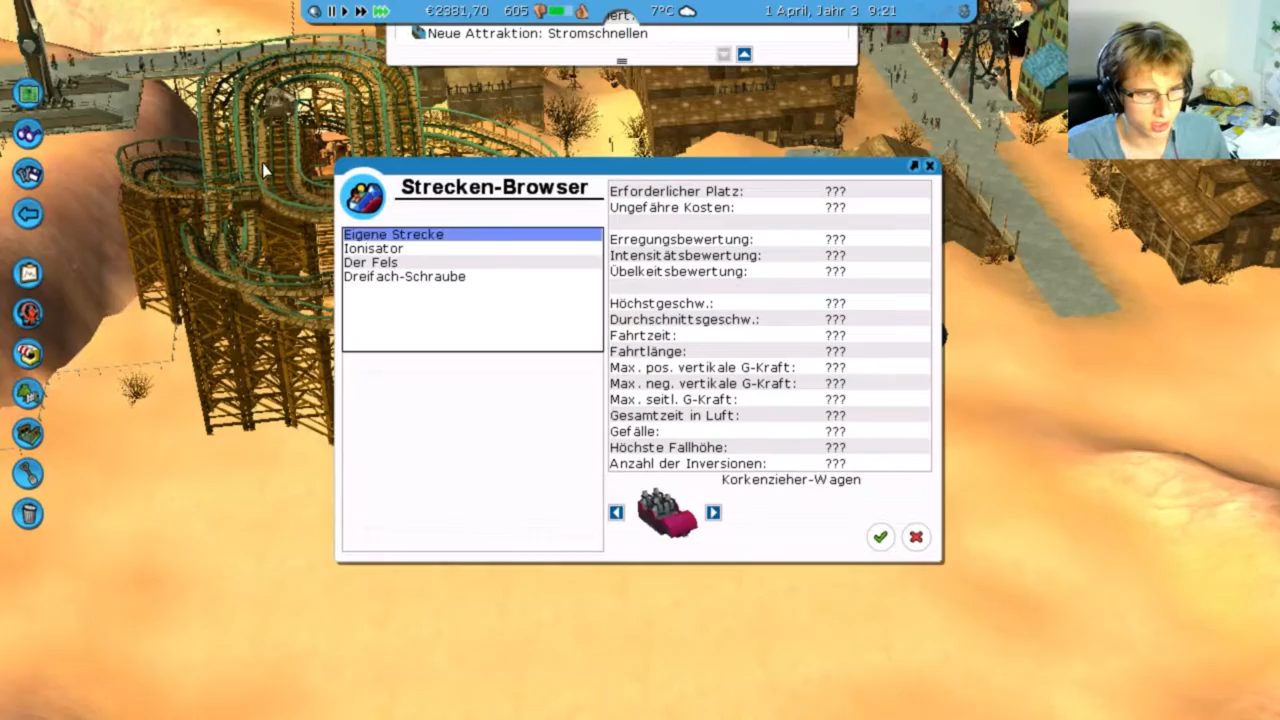 €2381,70 605 7°C 1 April, Jahr 3 9:21
Neue Attraktion: Stromschnellen
Strecken-Browser
Eigene Strecke
Ionisator
Der Fels
Dreifach-Schraube
Erforderlicher Platz: ???
Ungefähre Kosten: ???
Erregungsbewertung: ???
Intensitätsbewertung: ???
Übelkeitsbewertung: ???
Höchstgeschw.: ???
Durchschnittsgeschw.: ???
Fahrtzeit: ???
Fahrtlänge: ???
Max. pos. vertikale G-Kraft: ???
Max. neg. vertikale G-Kraft: ???
Max. seitl. G-Kraft: ???
Gesamtzeit in Luft: ???
Gefälle: ???
Höchste Fallhöhe: ???
Anzahl der Inversionen: ???
Korkenzieher-Wagen